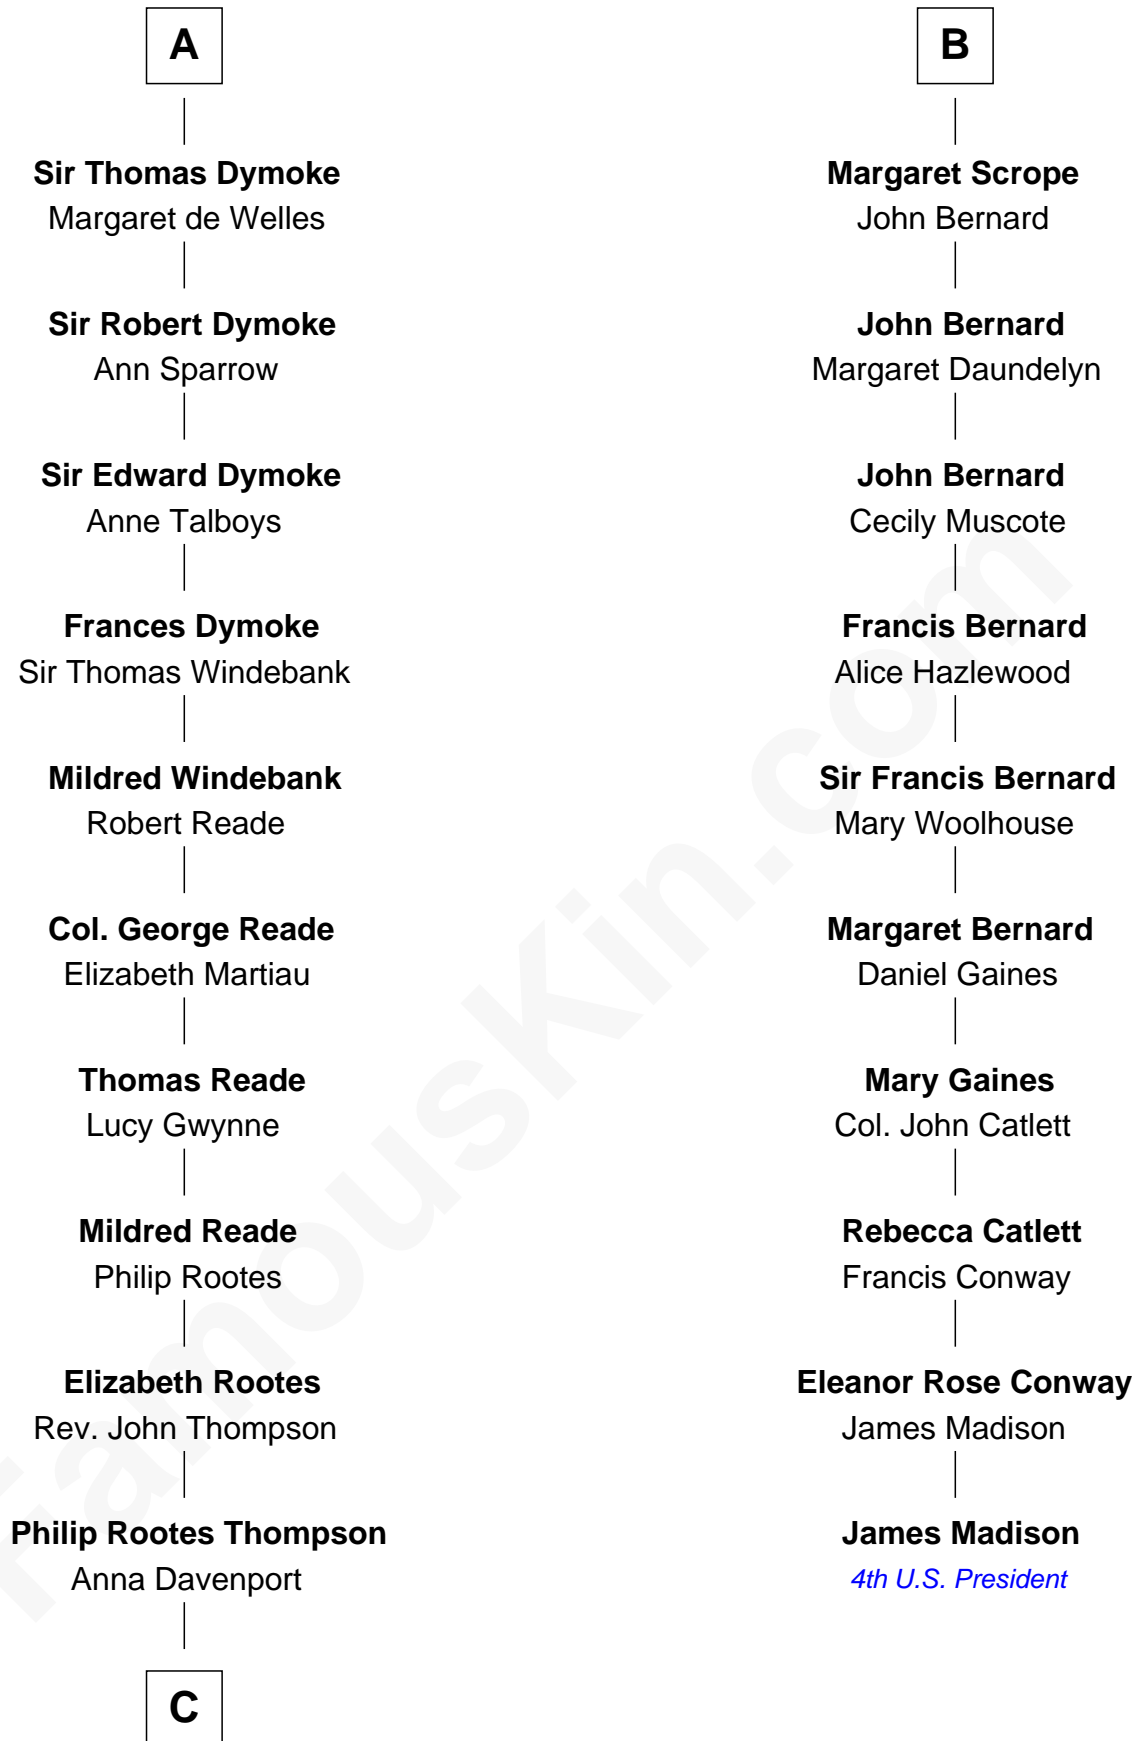 A
Sir Thomas Dymoke
Margaret de Welles
Sir Robert Dymoke
Ann Sparrow
Sir Edward Dymoke
Anne Talboys
Frances Dymoke
Sir Thomas Windebank
Mildred Windebank
Robert Reade
Col. George Reade
Elizabeth Martiau
Thomas Reade
Lucy Gwynne
Mildred Reade
Philip Rootes
Elizabeth Rootes
Rev. John Thompson
Philip Rootes Thompson
Anna Davenport
C
B
Margaret Scrope
John Bernard
John Bernard
Margaret Daundelyn
John Bernard
Cecily Muscote
Francis Bernard
Alice Hazlewood
Sir Francis Bernard
Mary Woolhouse
Margaret Bernard
Daniel Gaines
Mary Gaines
Col. John Catlett
Rebecca Catlett
Francis Conway
Eleanor Rose Conway
James Madison
James Madison
4th U.S. President
FamousKin.com